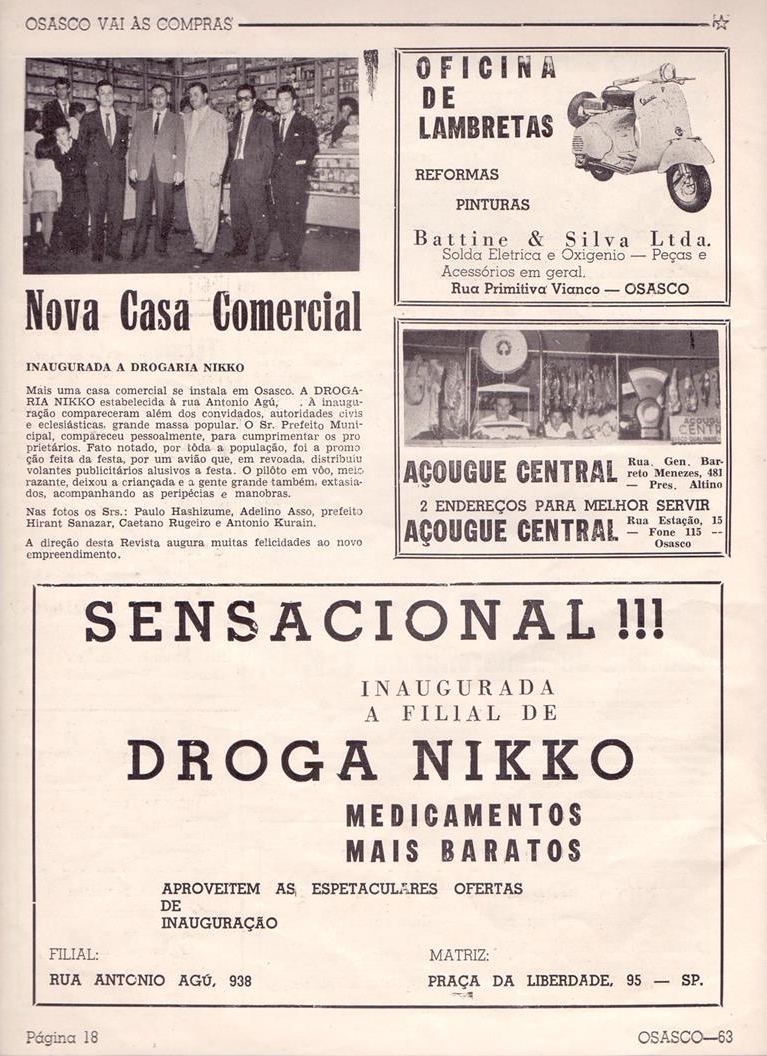 OSASCO VAI ÀS COMPRAS
Nova Casa Comercial
INAUGURADA A DROGARIA NIKKO
Mais uma casa comercial se instala em Osasco. A DROGA-
RIA NIKKO estabelecida à rua Antonio Agú, . À inaugu-
ração compareceram além dos convidados, autoridades civis
e eclesiásticas, grande massa popular. O Sr. Prefeito Muni-
cipal, compareceu pessoalmente, para cumprimentar os pro
prietários. Fato notado, por tôda a população, foi a promo
ção feita da festa, por um avião que, em revoada, distribuiu
volantes publicitários alusivos a festa. O pilôto em vôo, meio
razante, deixou a criançada e a gente grande também, extasia-
dos, acompanhando as peripécias e manobras.
Nas fotos os Srs.: Paulo Hashizume, Adelino Asso, prefeito
Hirant Sanazar, Caetano Rugeiro e Antonio Kurain.
A direção desta Revista augura muitas felicidades ao novo
empreendimento.
OFICINA
DE
LAMBRETAS
REFORMAS
PINTURAS
Battine & Silva Ltda.
Solda Eletrica e Oxigenio — Peças e
Acessórios em geral.
Rua Primitiva Vianco — OSASCO
AÇOUGUE
CENTR
AÇOUGUE CENTRAL
Rua. Gen. Bar-
reto Menezes, 481
— Pres. Altino
2 ENDEREÇOS PARA MELHOR SERVIR
AÇOUGUE CENTRAL
Rua Estação, 15
— Fone 115 --
Osasco
SENSACIONAL !!!
INAUGURADA
A FILIAL DE
DROGA NIKKO
MEDICAMENTOS
MAIS BARATOS
APROVEITEM AS ESPETACULARES OFERTAS
DE
INAUGURAÇÃO
FILIAL:
RUA ANTONIO AGÚ, 938
MATRIZ:
PRAÇA DA LIBERDADE, 95 — SP.
Página 18
OSASCO—63